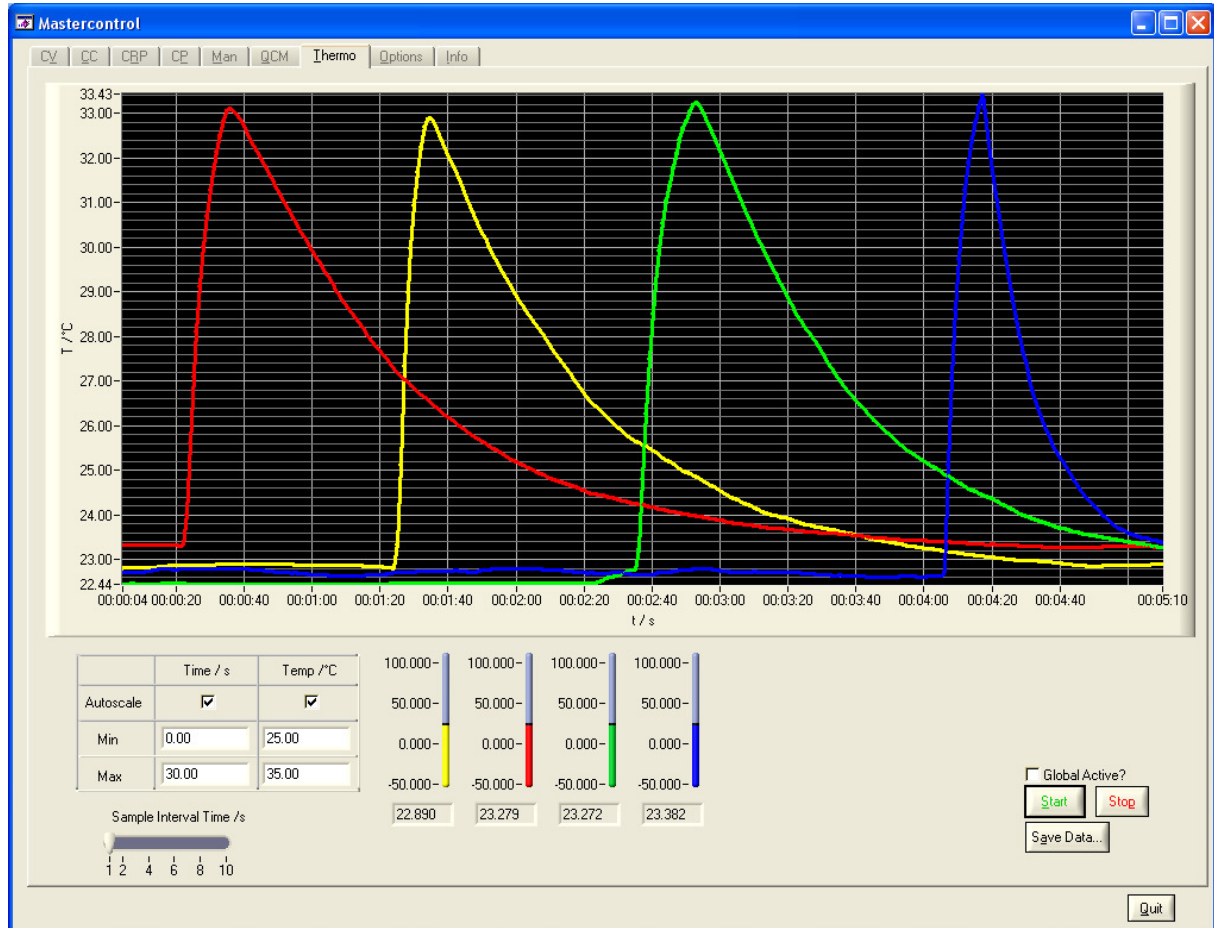 Mastercontrol
CV CC CRP CP Man QCM Thermo Options Info
33.43
33.00
32.00
31.00
30.00
29.00
28.00
27.00
26.00
25.00
24.00
23.00
22.44
T /°C
00:00:04 00:00:20 00:00:40 00:01:00 00:01:20 00:01:40 00:02:00 00:02:20 00:02:40 00:03:00 00:03:20 00:03:40 00:04:00 00:04:20 00:04:40 00:05:10
t / s
Time / s Temp /°C
Autoscale
Min 0.00 25.00
Max 30.00 35.00
Sample Interval Time /s
1 2 4 6 8 10
100.000 100.000 100.000 100.000
50.000 50.000 50.000 50.000
0.000 0.000 0.000 0.000
-50.000 -50.000 -50.000 -50.000
22.890 23.279 23.272 23.382
Global Active?
Start Stop
Save Data...
Quit